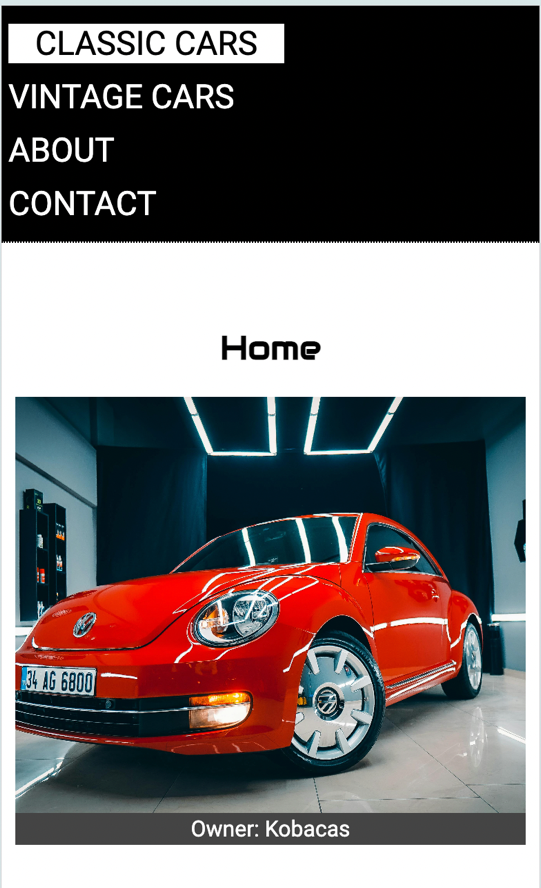 CLASSIC CARS
VINTAGE CARS
ABOUT
CONTACT
Home
34 AG 6800
Owner: Kobacas